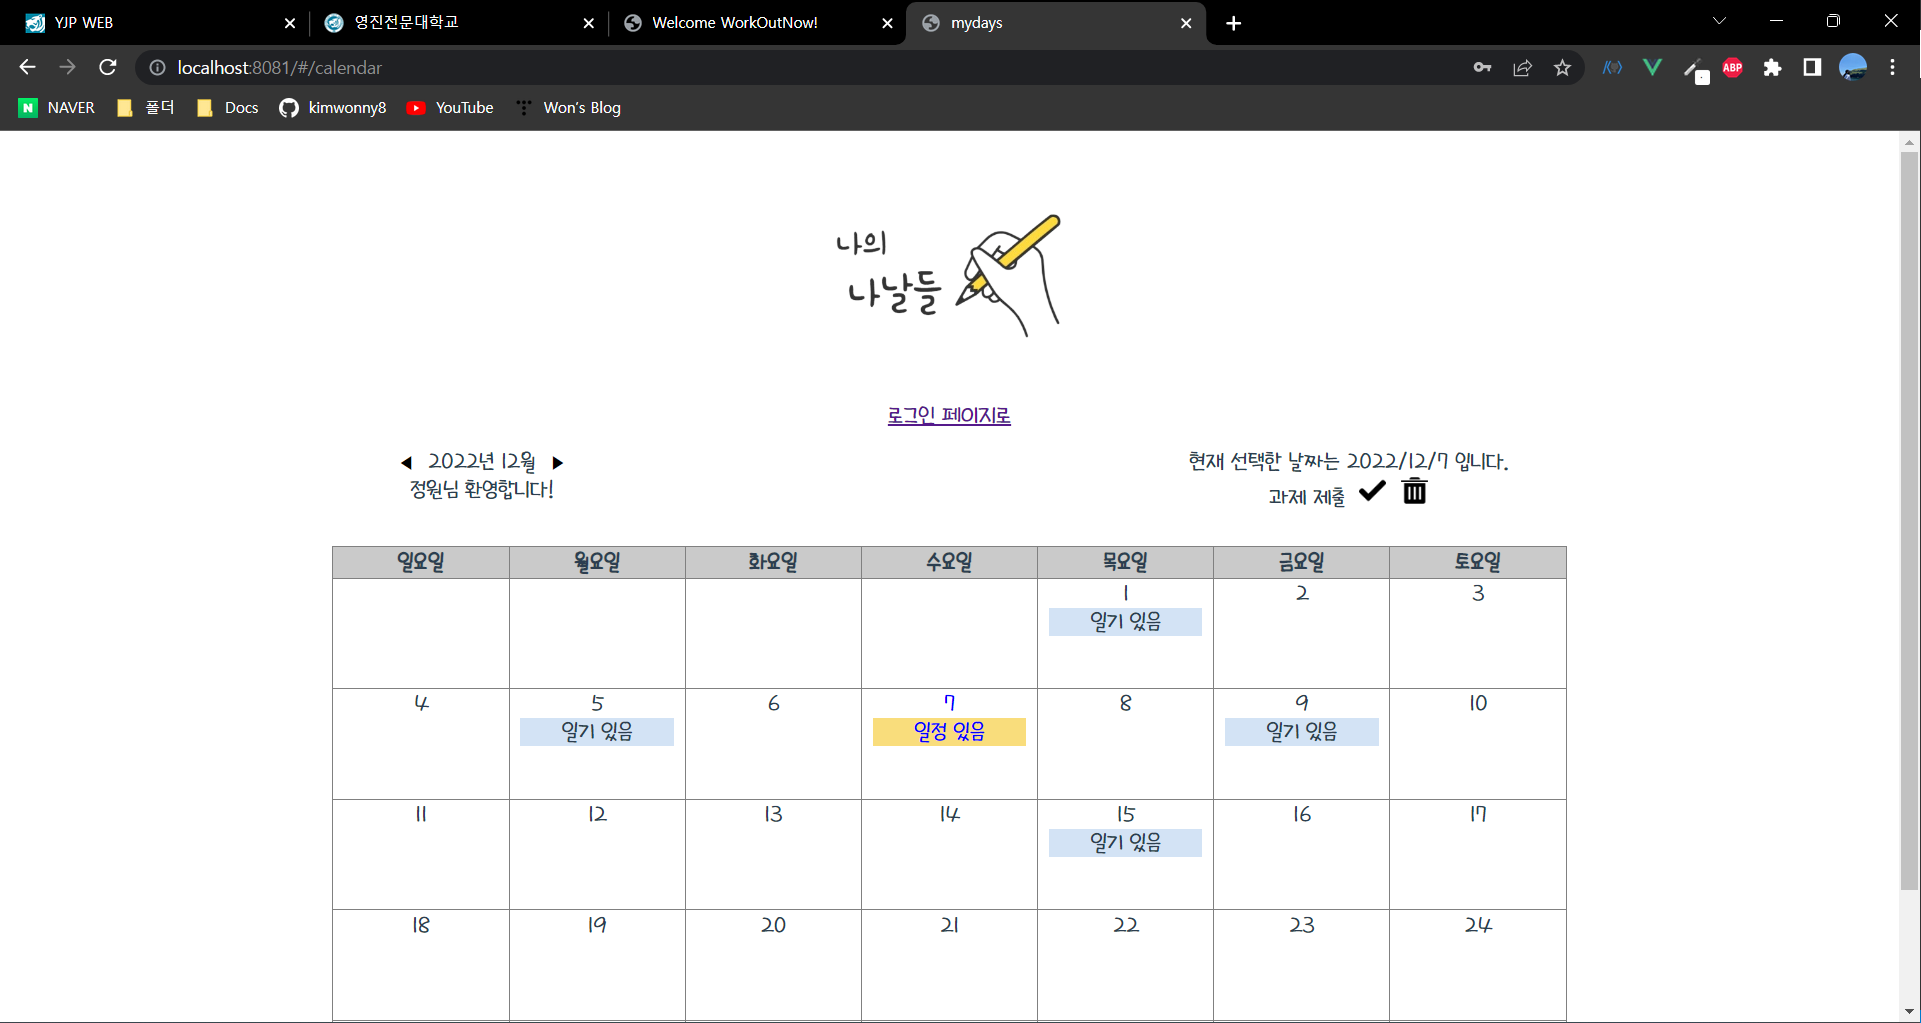 YJP WEB
영진전문대학교
Welcome WorkOutNow!
mydays
localhost:8081/#/calendar
ABP
N NAVER
폴더
Docs
kimwonny8
YouTube
Won's Blog
나의
나날들
로그인 페이지로
2022년 12월
정원님 환영합니다!
현재 선택한 날짜는 2022/12/7 입니다.
과제 제출
일요일 월요일 화요일 수요일 목요일 금요일 토요일
1 2 3
일기 있음
4 5 6 7 8 9 10
일기 있음 일정 있음 일기 있음
11 12 13 14 15 16 17
일기 있음
18 19 20 21 22 23 24